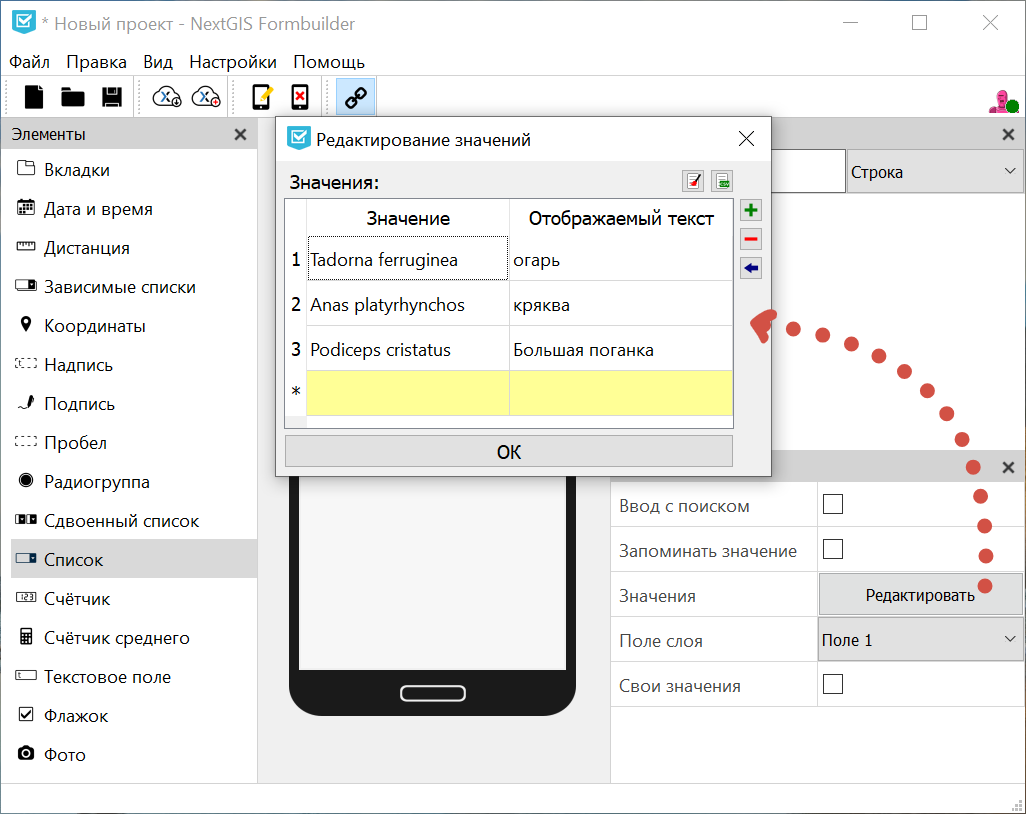 * Новый проект - NextGIS Formbuilder
Файл Правка Вид Настройки Помощь
Элементы
Вкладки
Дата и время
Дистанция
Зависимые списки
Координаты
Надпись
Подпись
Пробел
Радиогруппа
Сдвоенный список
Список
Счётчик
Счётчик среднего
Текстовое поле
Флажок
Фото
Редактирование значений
Значения:
Значение Отображаемый текст
1 Tadorna ferruginea огарь
2 Anas platyrhynchos кряква
3 Podiceps cristatus Большая поганка
*
ОК
Строка
Ввод с поиском
Запоминать значение
Значения Редактировать
Поле слоя Поле 1
Свои значения